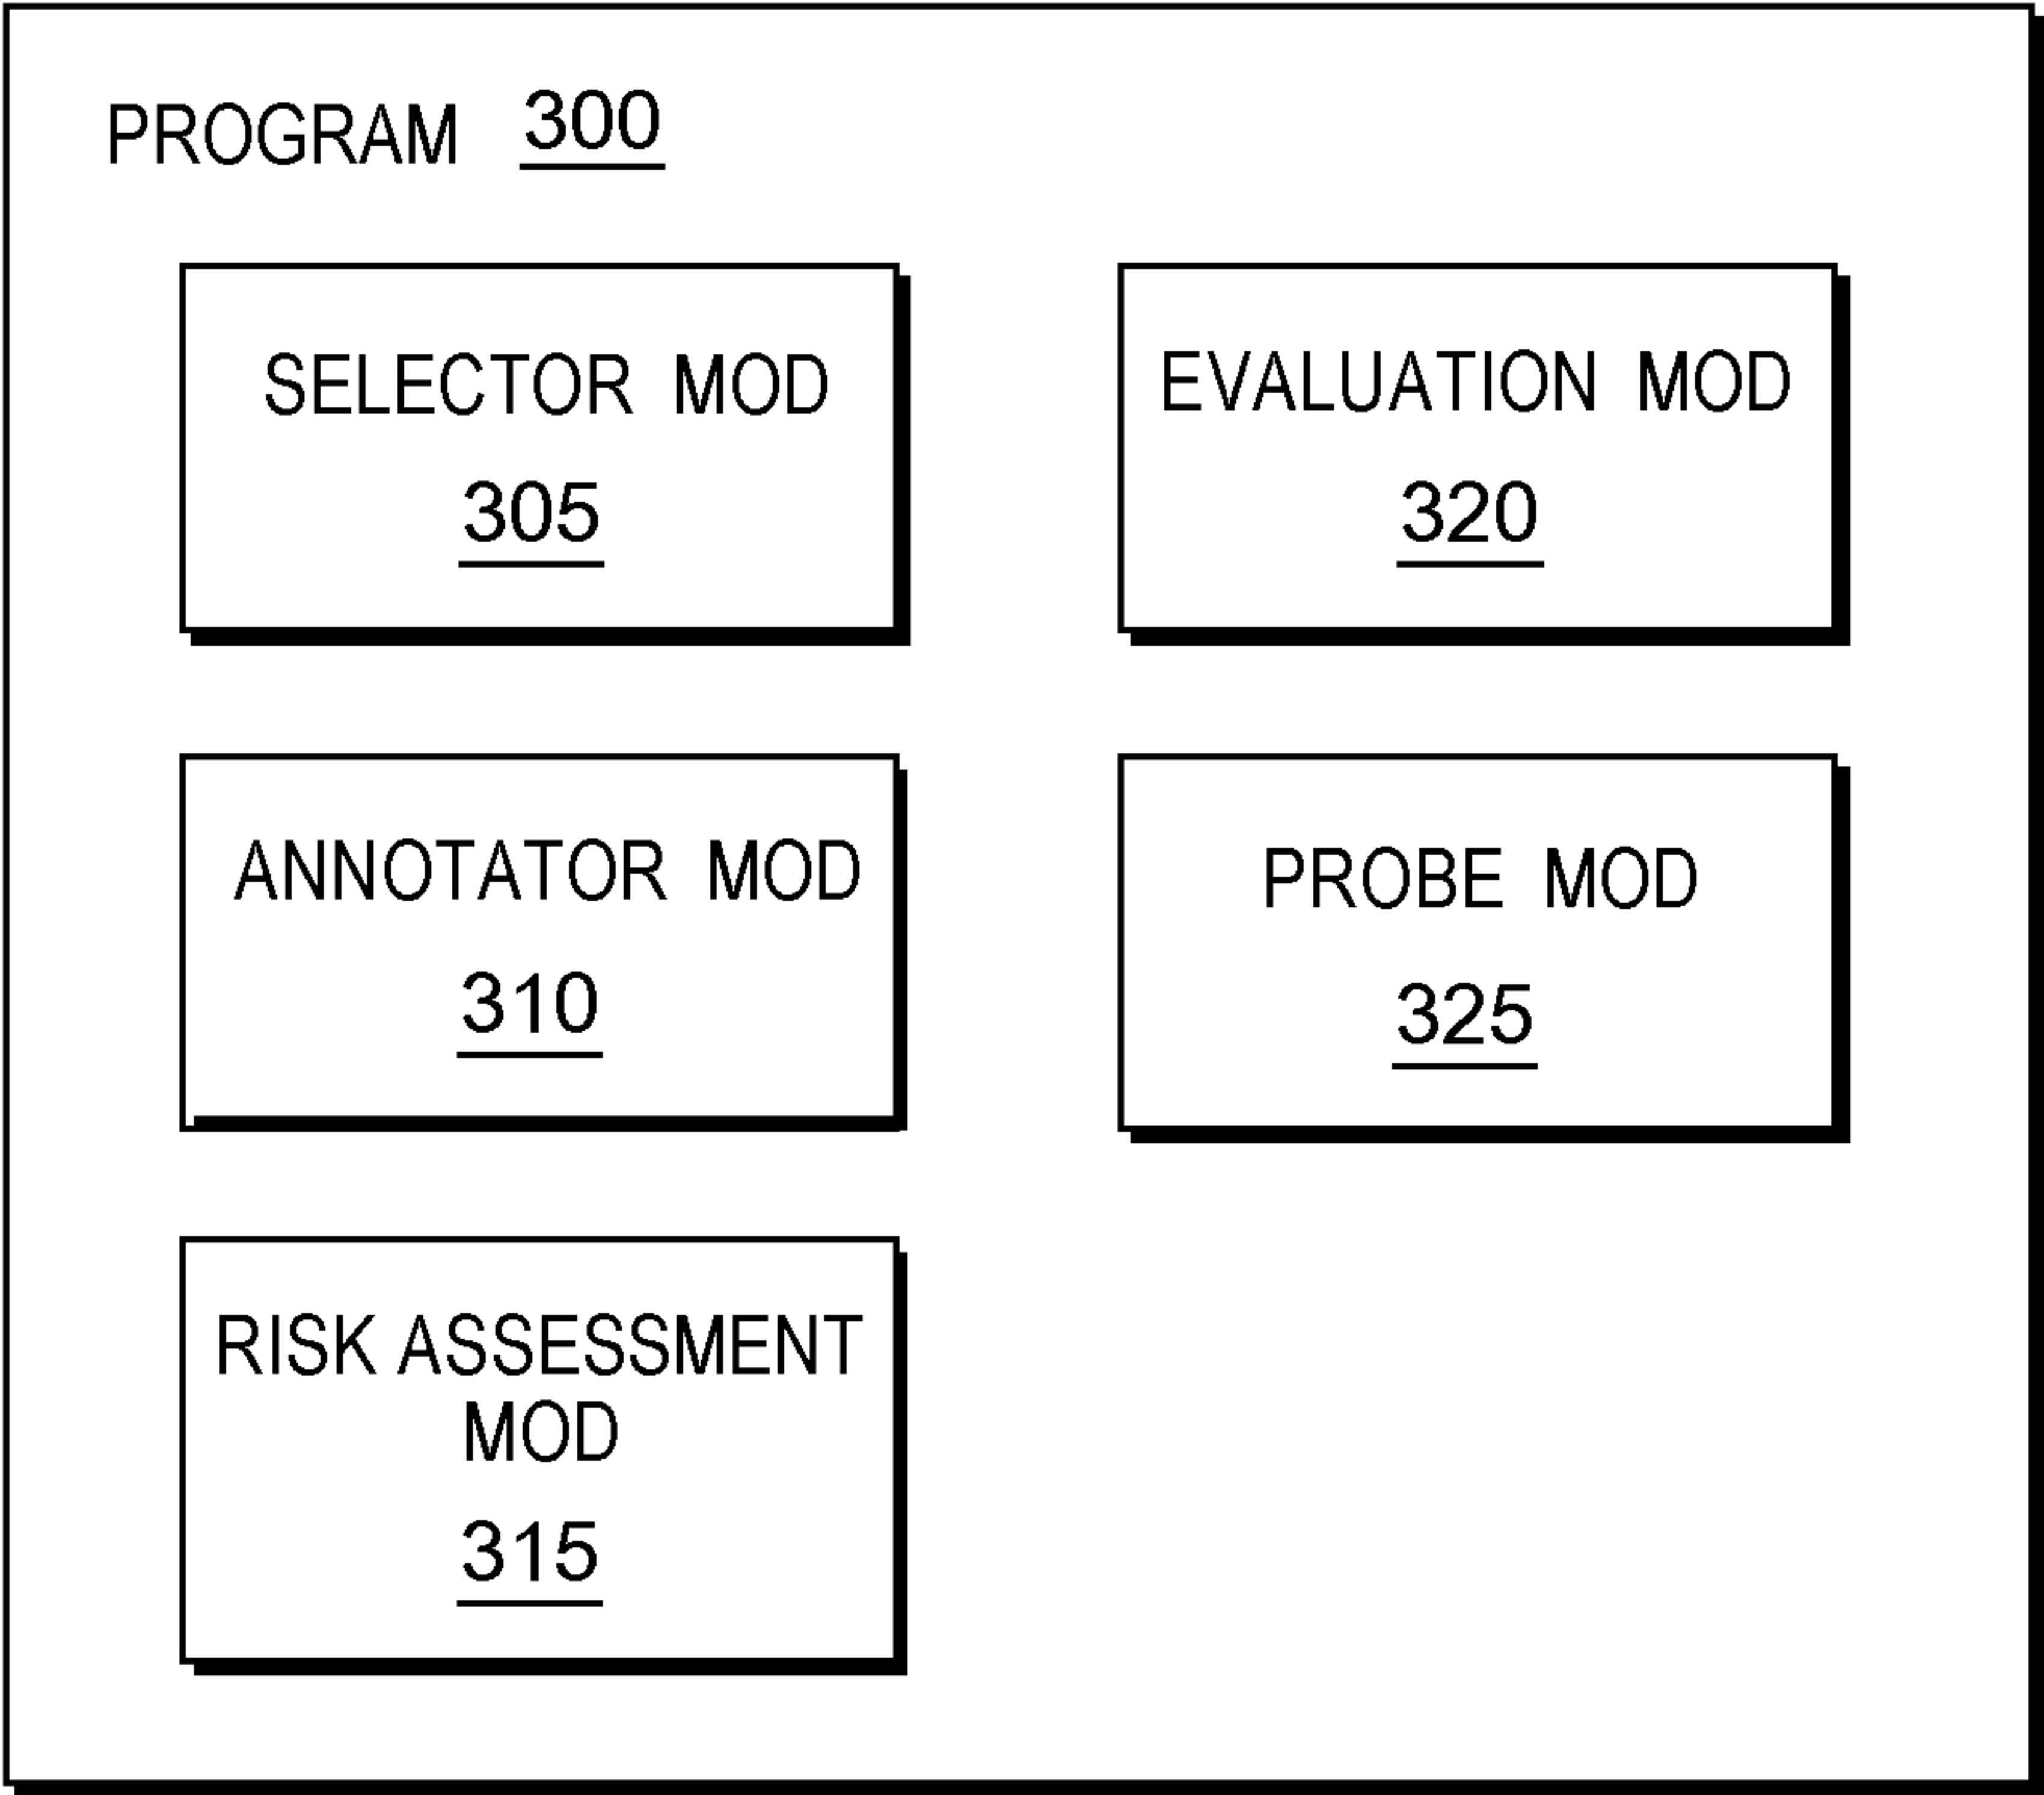 PROGRAM 300
SELECTOR MOD
305
EVALUATION MOD
320
ANNOTATOR MOD
310
PROBE MOD
325
RISK ASSESSMENT
MOD
315